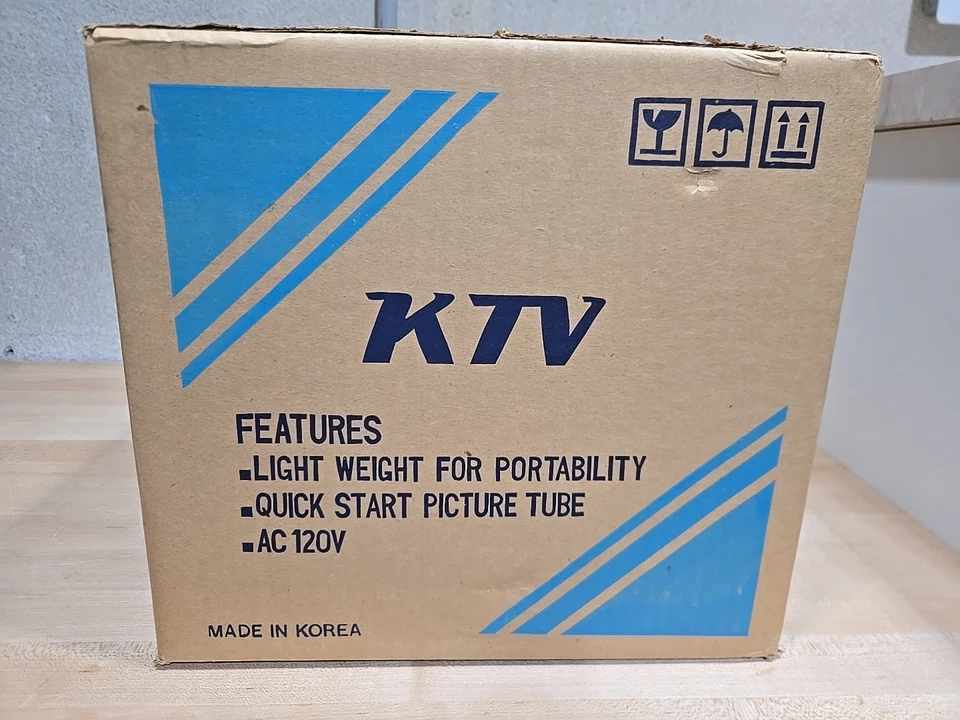 KTV
FEATURES
▪LIGHT WEIGHT FOR PORTABILITY
▪QUICK START PICTURE TUBE
▪AC 120V
MADE IN KOREA